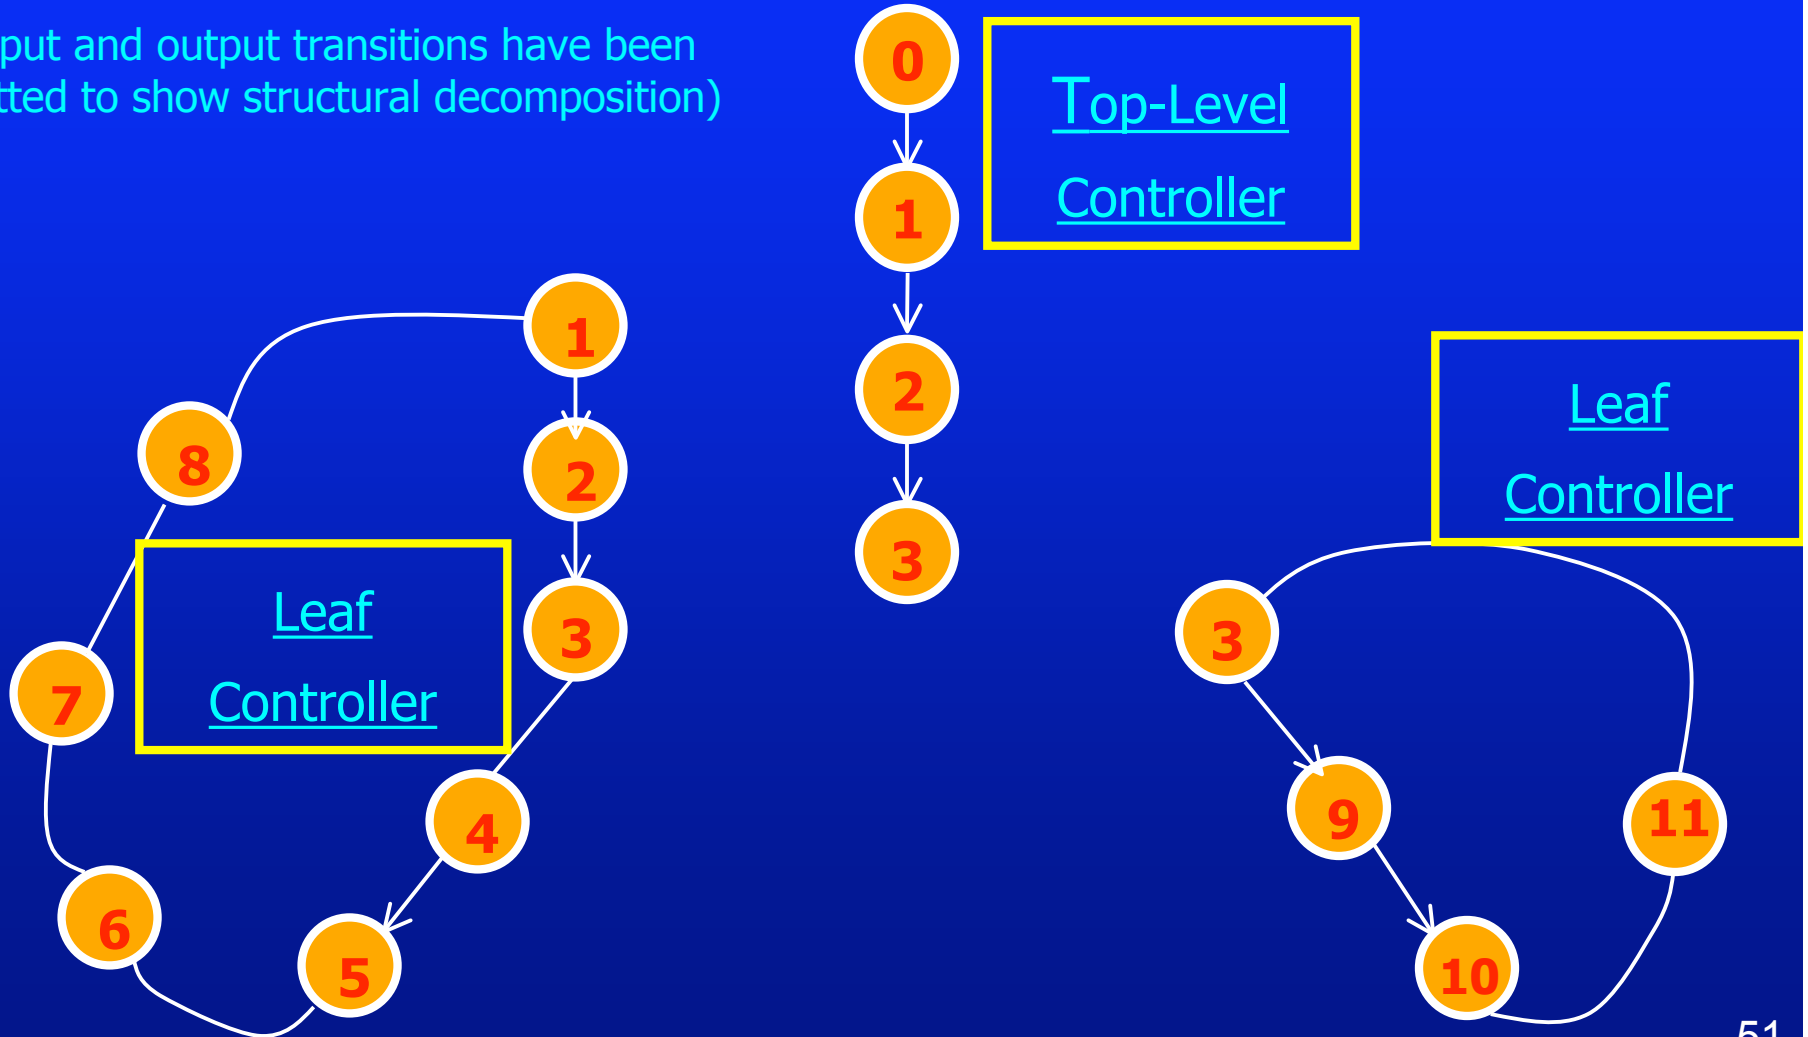 put and output transitions have been
tted to show structural decomposition)
0
Top-Level
Controller
1
2
3
1
2
3
4
5
6
7
8
Leaf
Controller
Leaf
Controller
3
9
10
11
51